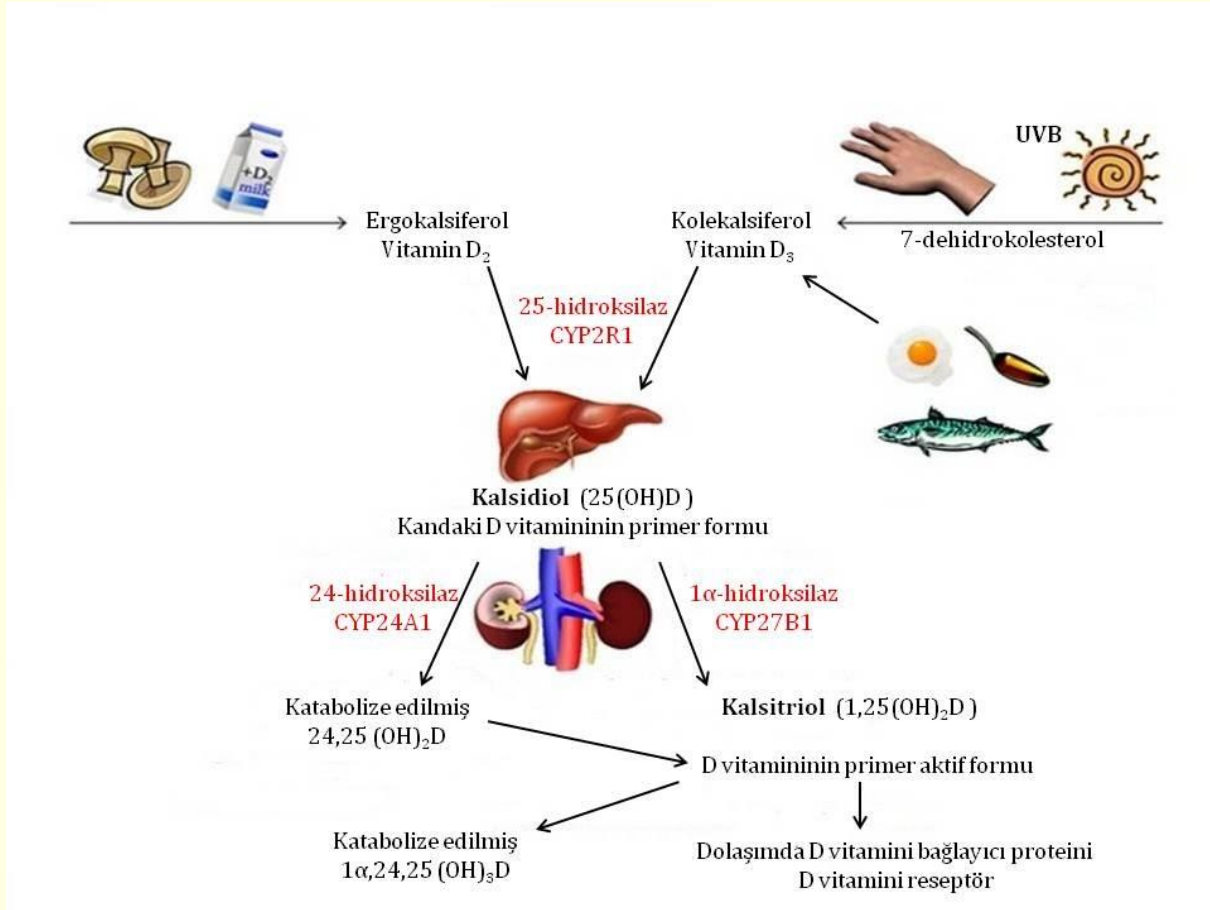 UVB
+D₂
milk
Ergokalsiferol
Vitamin D₂
Kolekalsiferol
Vitamin D₃
7-dehidrokolesterol
25-hidroksilaz
CYP2R1
Kalsidiol (25(OH)D )
Kandaki D vitamininin primer formu
24-hidroksilaz
CYP24A1
1α-hidroksilaz
CYP27B1
Katabolize edilmiş
24,25 (OH)₂D
Kalsitriol (1,25(OH)₂D )
D vitamininin primer aktif formu
Katabolize edilmiş
1α,24,25 (OH)₃D
Dolaşımda D vitamini bağlayıcı proteini
D vitamini reseptör